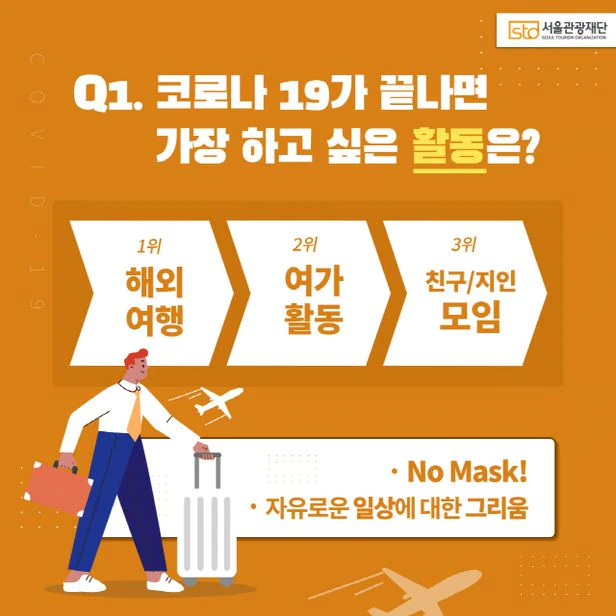 std 서울관광재단
SEOUL TOURISM ORGANIZATION
COVID-19
Q1. 코로나 19가 끝나면
가장 하고 싶은 활동은?
1위
해외
여행
2위
여가
활동
3위
친구/지인
모임
· No Mask!
· 자유로운 일상에 대한 그리움